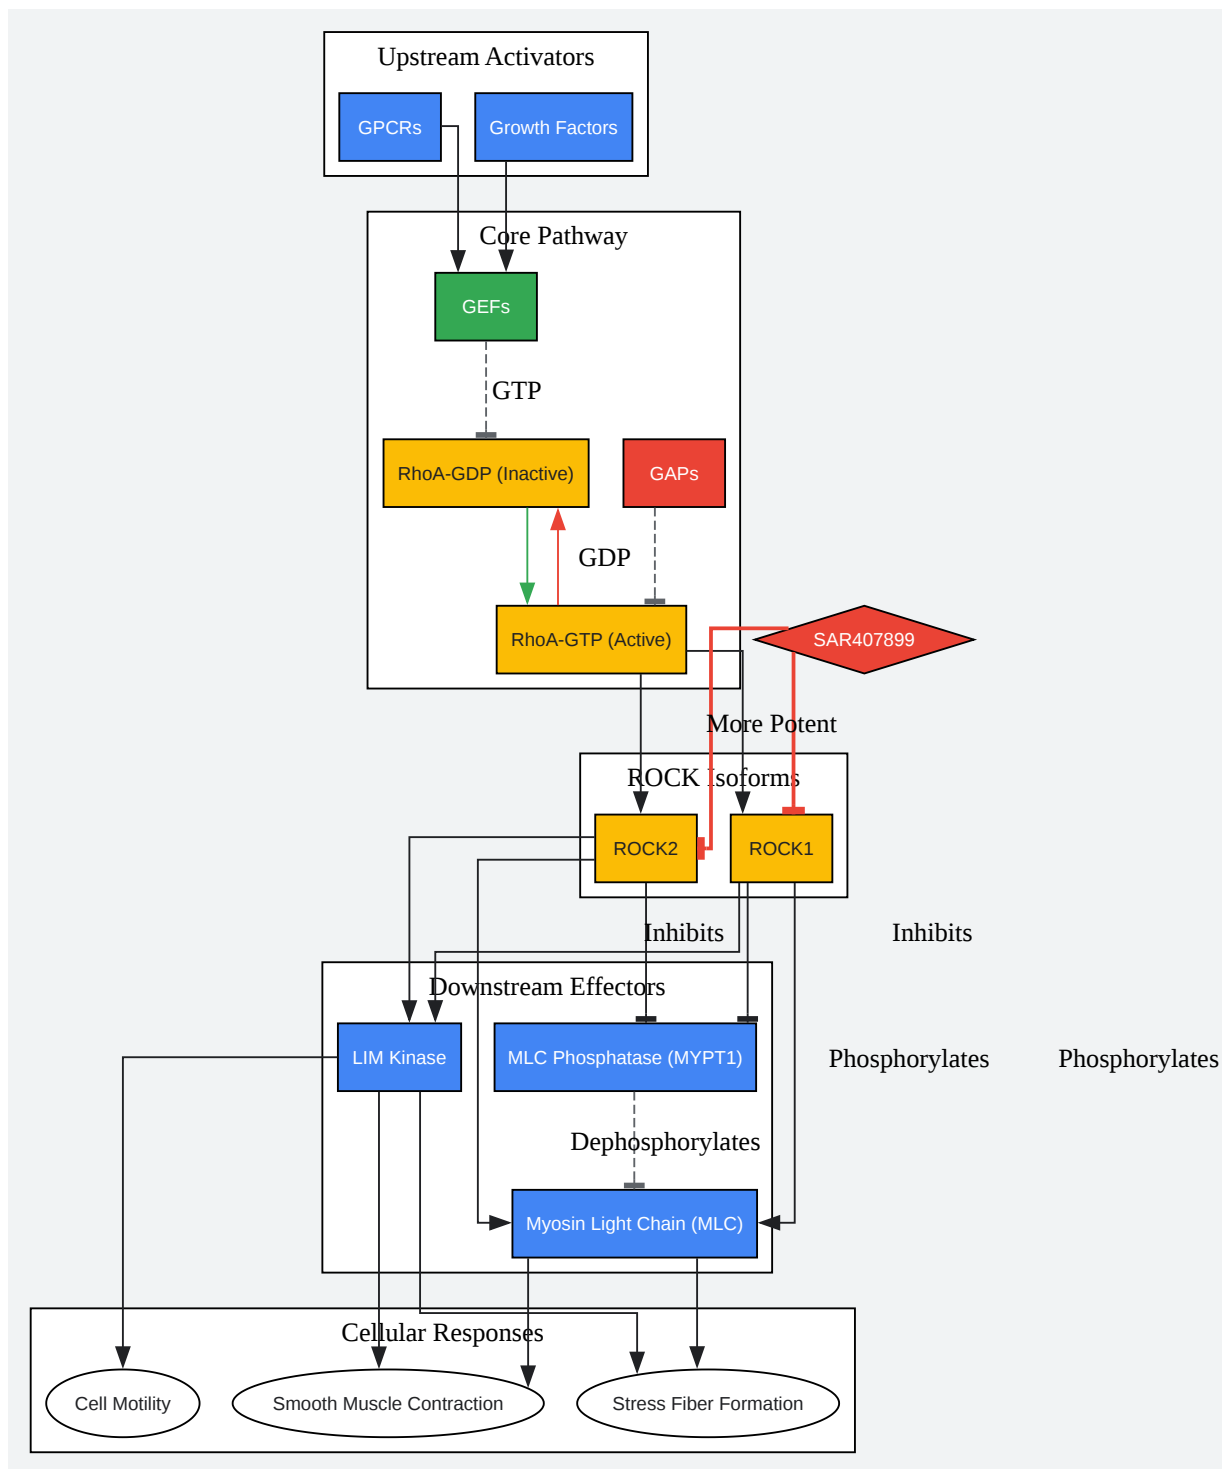 Upstream Activators
GPCRs
Growth Factors
Core Pathway
GEFs
GTP
RhoA-GDP (Inactive)
GAPs
GDP
RhoA-GTP (Active)
SAR407899
More Potent
ROCK Isoforms
ROCK2
ROCK1
Inhibits
Inhibits
Downstream Effectors
LIM Kinase
MLC Phosphatase (MYPT1)
Phosphorylates
Phosphorylates
Dephosphorylates
Myosin Light Chain (MLC)
Cellular Responses
Cell Motility
Smooth Muscle Contraction
Stress Fiber Formation